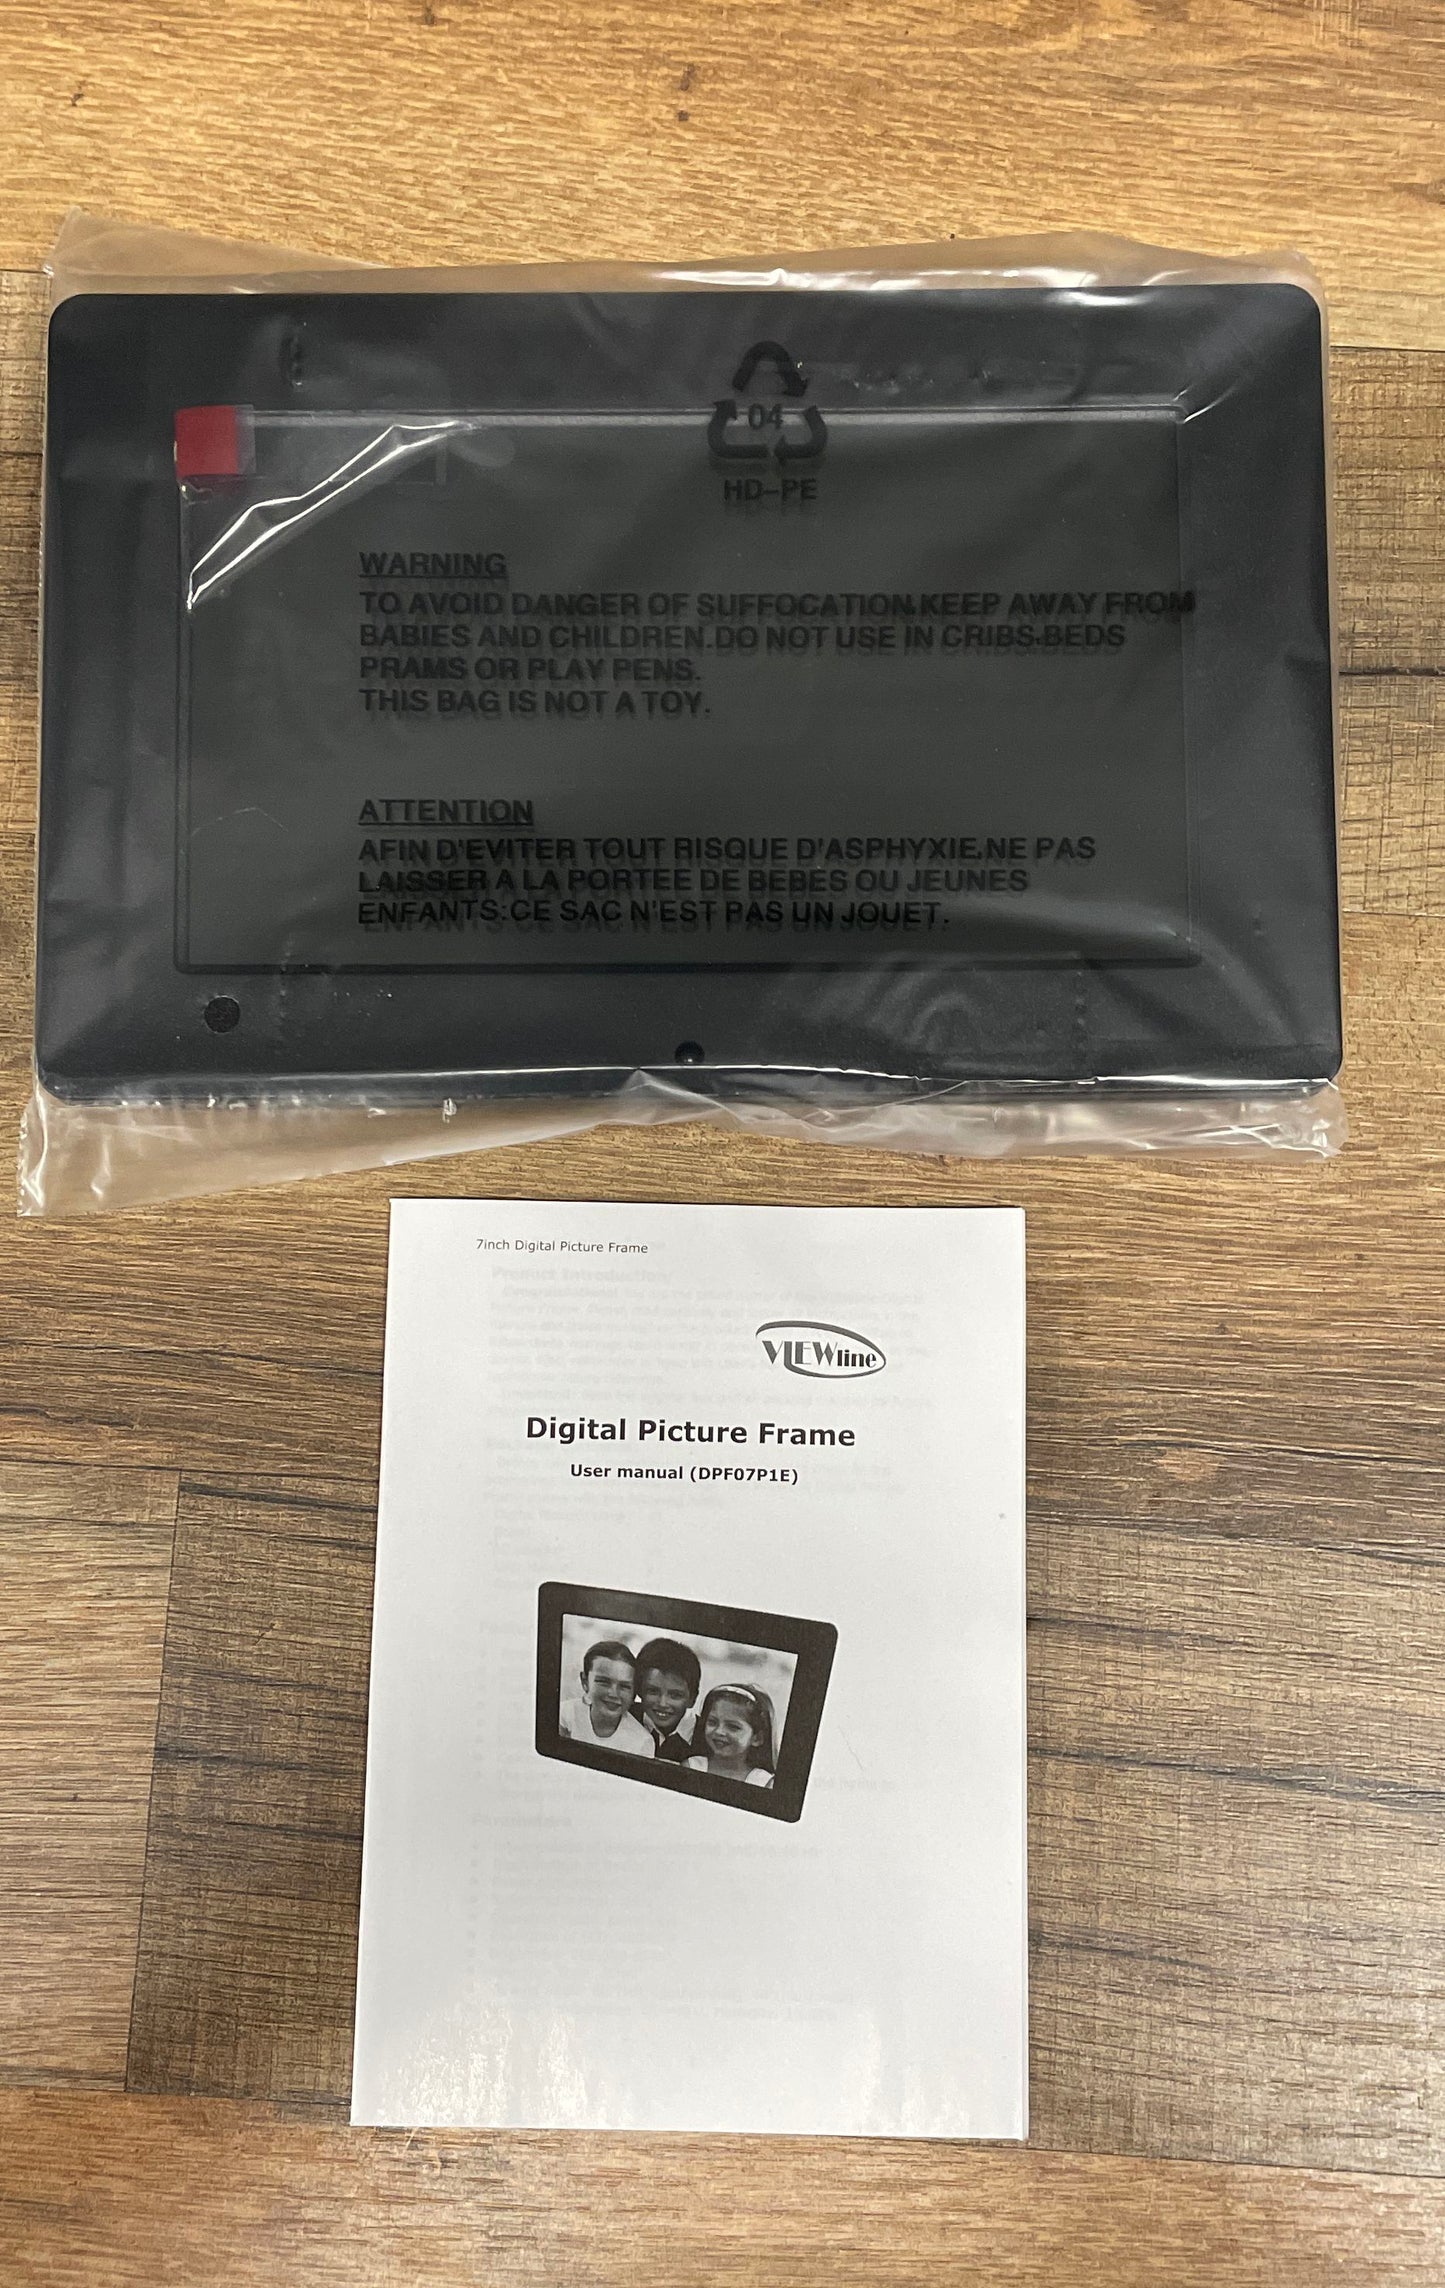 04
HD-PE
WARNING
TO AVOID DANGER OF SUFFOCATION,KEEP AWAY FROM
BABIES AND CHILDREN.DO NOT USE IN CRIBS.BEDS
PRAMS OR PLAY PENS.
THIS BAG IS NOT A TOY.
ATTENTION
AFIN D'EVITER TOUT RISQUE D'ASPHYXIE,NE PAS
LAISSER A LA PORTEE DE BEBES OU JEUNES
ENFANTS:CE SAC N'EST PAS UN JOUET.
7inch Digital Picture Frame
VIEWline
Digital Picture Frame
User manual (DPF07P1E)